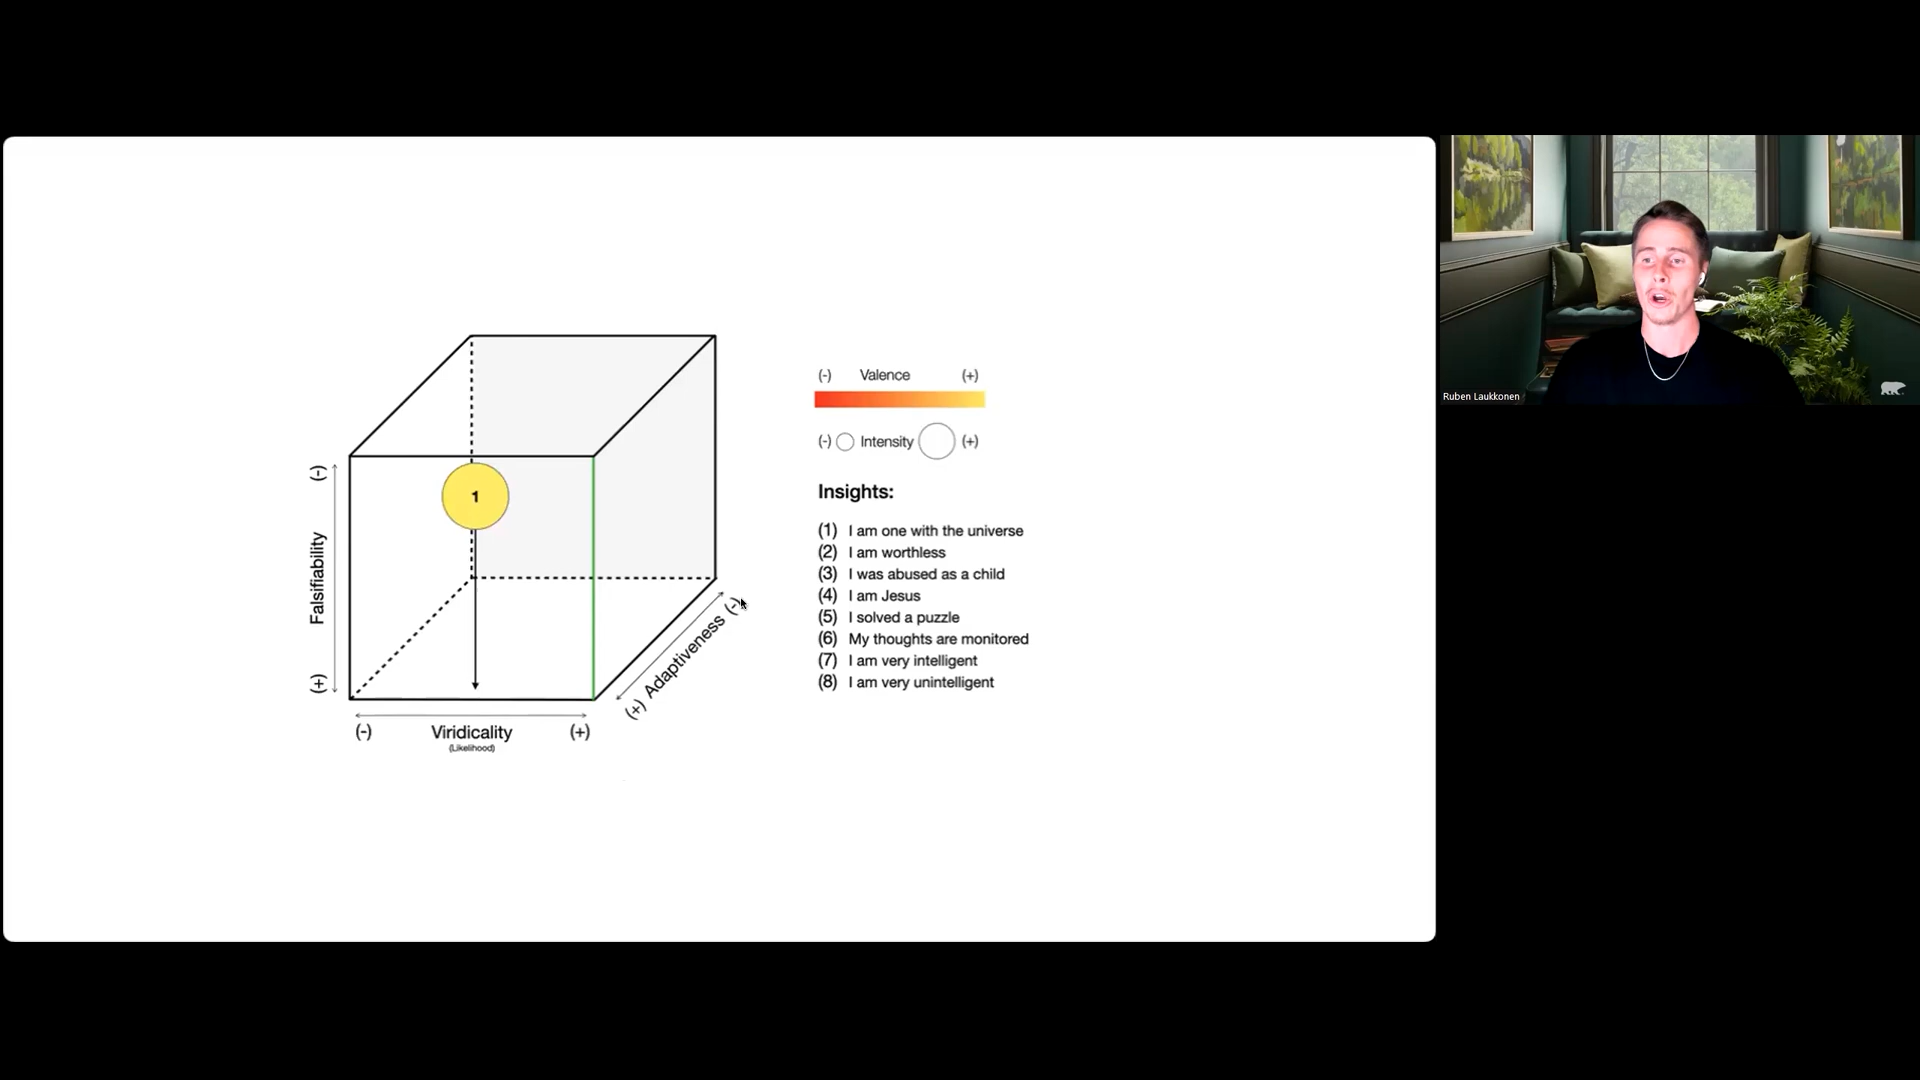 (-) Valence (+)
(-) Intensity (+)
1
Falsifiability
(-)
(+)
(-) Viridicality (+)
(Likelihood)
(+) Adaptiveness (-)
Insights:
(1) I am one with the universe
(2) I am worthless
(3) I was abused as a child
(4) I am Jesus
(5) I solved a puzzle
(6) My thoughts are monitored
(7) I am very intelligent
(8) I am very unintelligent
Ruben Laukkonen